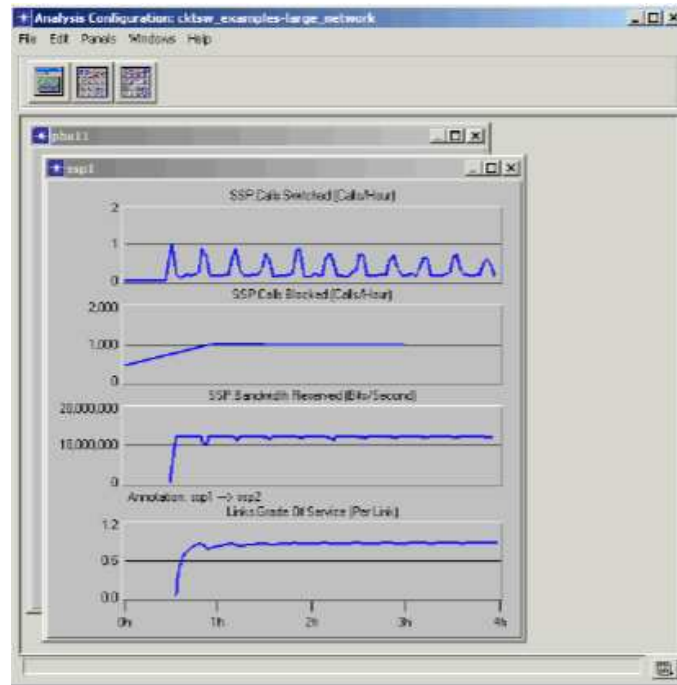 Analysis Configuration: cktsw_examples-large_network
File Edit Panels Windows Help
pbx11
ssp1
SSP.Calls Switched (Calls/Hour)
2
1
0
SSP.Calls Blocked (Calls/Hour)
2,000
1,000
0
SSP.Bandwidth Reserved (Bits/Second)
20,000,000
10,000,000
0
Annotation: ssp1 --> ssp2
Links.Grade Of Service (Per Link)
1.2
0.6
0.0
0h 1h 2h 3h 4h